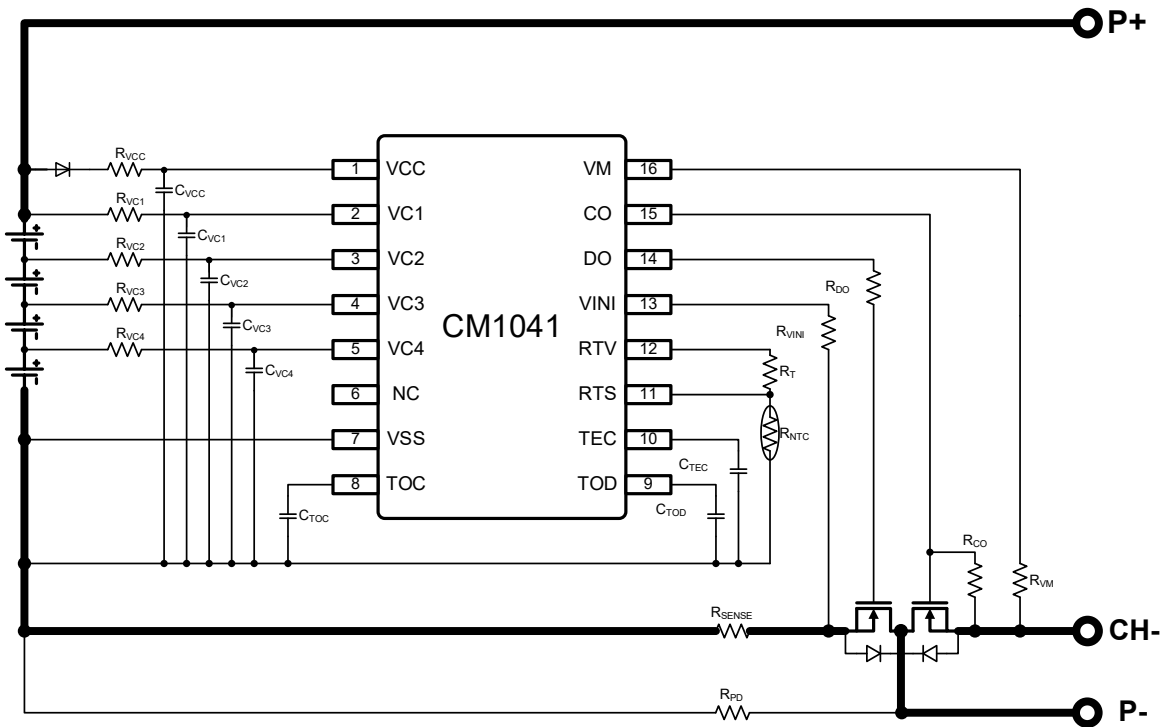 P+
RVCC
CVCC
RVC1
CVC1
RVC2
CVC2
RVC3
CVC3
RVC4
CVC4
CM1041
1 VCC
2 VC1
3 VC2
4 VC3
5 VC4
6 NC
7 VSS
8 TOC
VM 16
CO 15
DO 14
VINI 13
RTV 12
RTS 11
TEC 10
TOD 9
CTOC
RDO
RVINI
RT
RNTC
CTEC
CTOD
RCO
RVM
RSENSE
CH-
RPD
P-
+
-
+
-
+
-
+
-